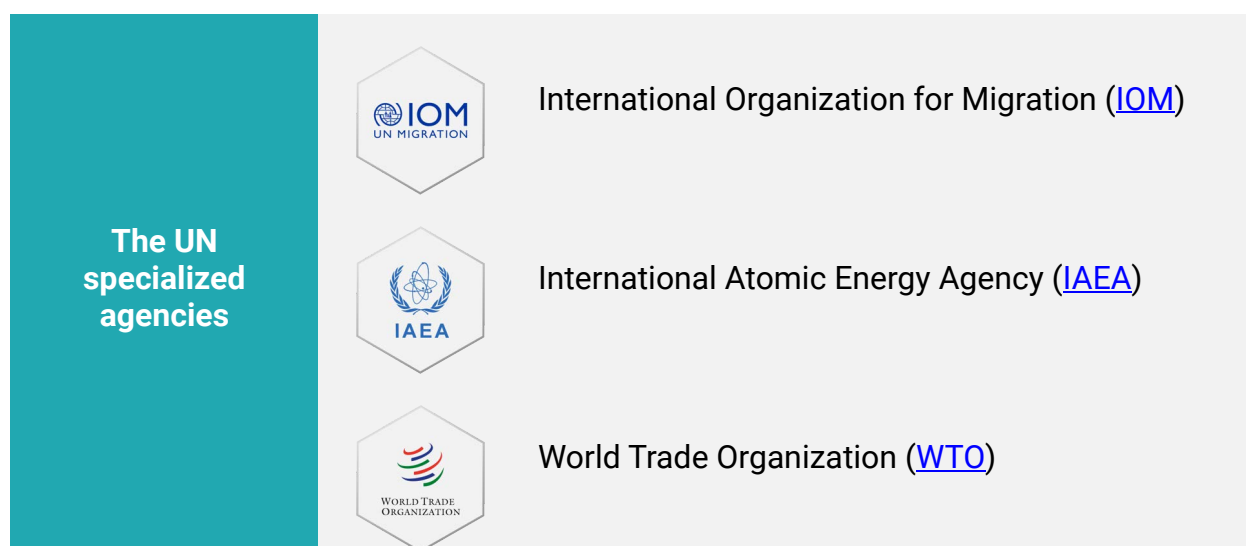 The UN
specialized
agencies
IOM
UN MIGRATION
International Organization for Migration (IOM)
IAEA
International Atomic Energy Agency (IAEA)
WORLD TRADE
ORGANIZATION
World Trade Organization (WTO)